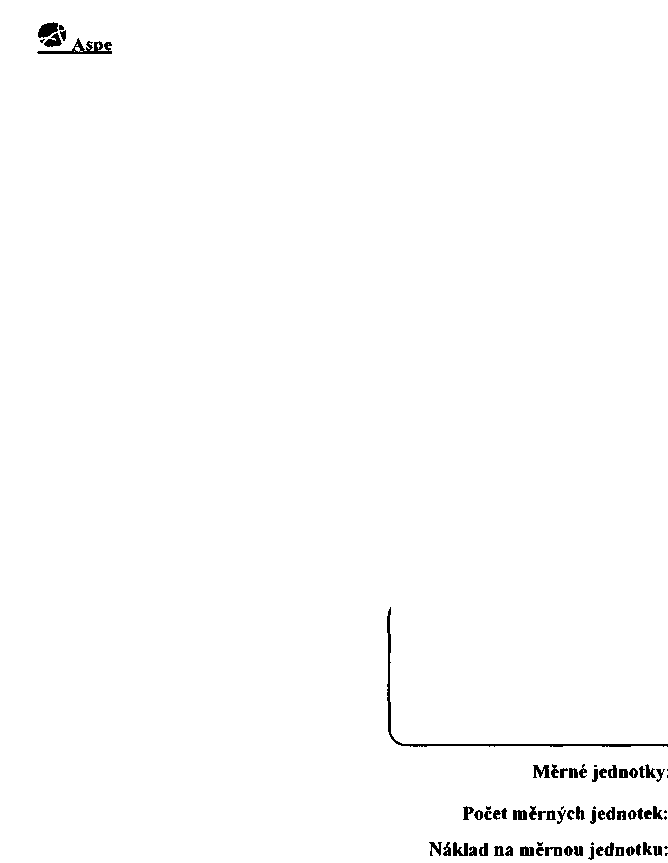 Aspe
Měrné jednotky:
Počet měrných jednotek:
Náklad na měrnou jednotku: